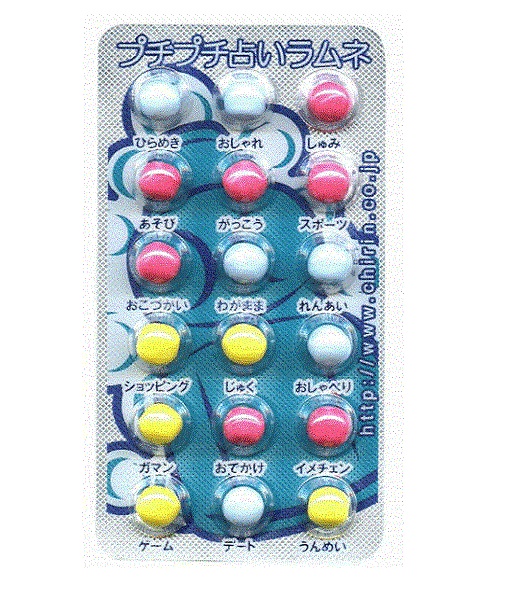 プチプチ占いラムネ
ひらめき おしゃれ しゅみ
あそび がっこう スポーツ
おこづかい わがまま れんあい
ショッピング じゅく おしゃべり
ガマン おでかけ イメチェン
ゲーム デート うんめい
http://www.chirin.co.jp